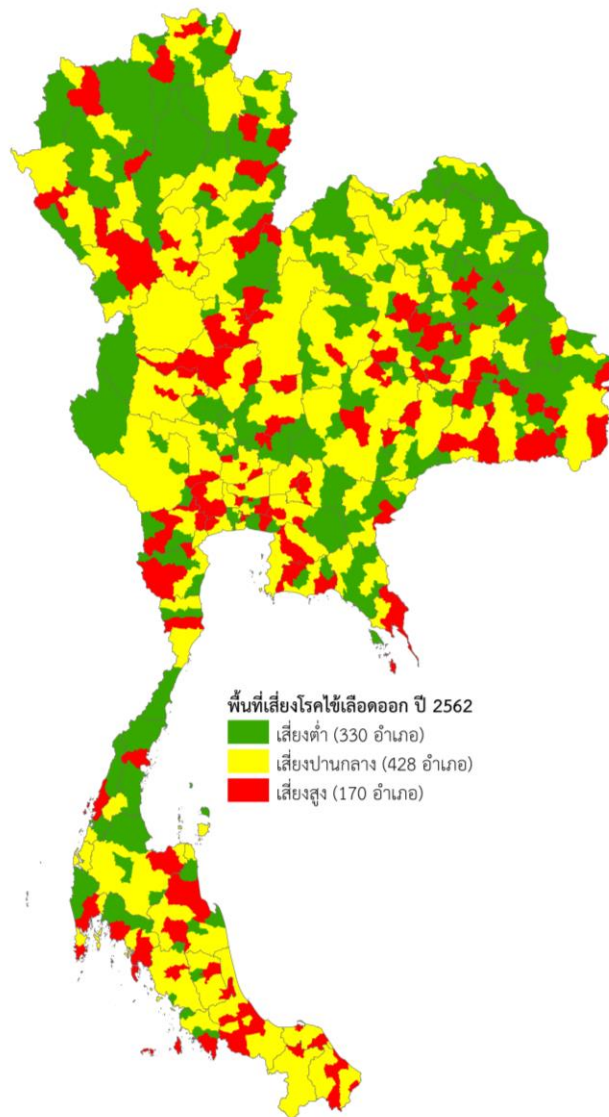 พื้นที่เสี่ยงโรคไข้เลือดออก ปี 2562
เสี่ยงต่ำ (330 อำเภอ)
เสี่ยงปานกลาง (428 อำเภอ)
เสี่ยงสูง (170 อำเภอ)